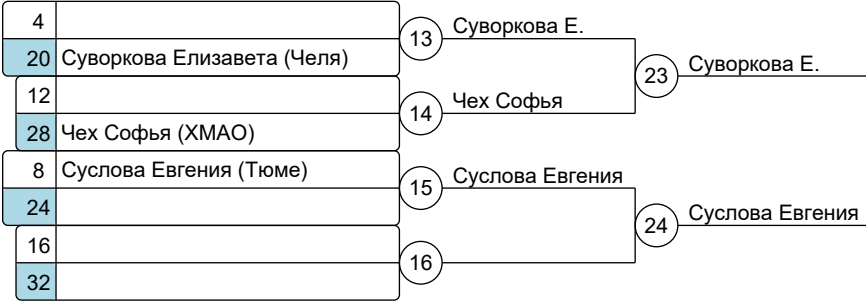 4
13 Суворкова Е.
20 Суворкова Елизавета (Челя)
23 Суворкова Е.
12
14 Чех Софья
28 Чех Софья (ХМАО)
8 Суслова Евгения (Тюме)
15 Суслова Евгения
24
24 Суслова Евгения
16
16
32